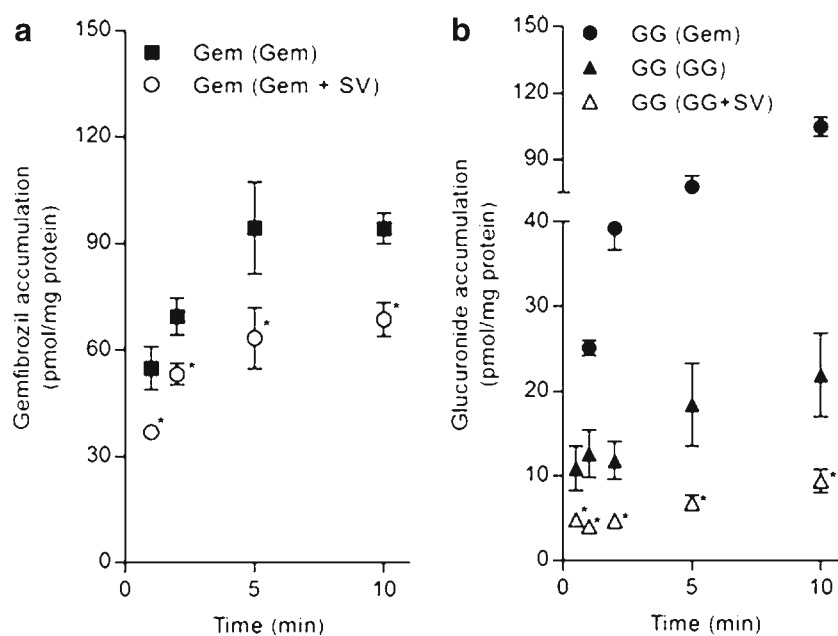 a
150
120
90
60
30
0
0
5
10
Gem (Gem)
Gem (Gem + SV)
*
*
*
*
Gemfibrozil accumulation
(pmol/mg protein)
Time (min)
b
150
120
90
40
30
20
10
0
0
5
10
GG (Gem)
GG (GG)
GG (GG+SV)
*
*
*
*
*
Glucuronide accumulation
(pmol/mg protein)
Time (min)